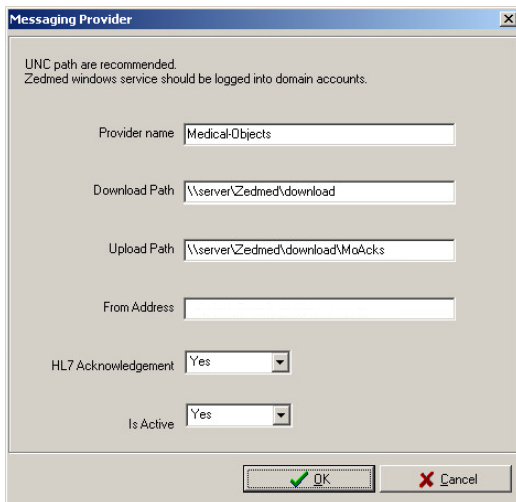 Messaging Provider
UNC path are recommended.
Zedmed windows service should be logged into domain accounts.
Provider name Medical-Objects
Download Path \\server\Zedmed\download
Upload Path \\server\Zedmed\download\MoAcks
From Address
HL7 Acknowledgement Yes
Is Active Yes
OK Cancel